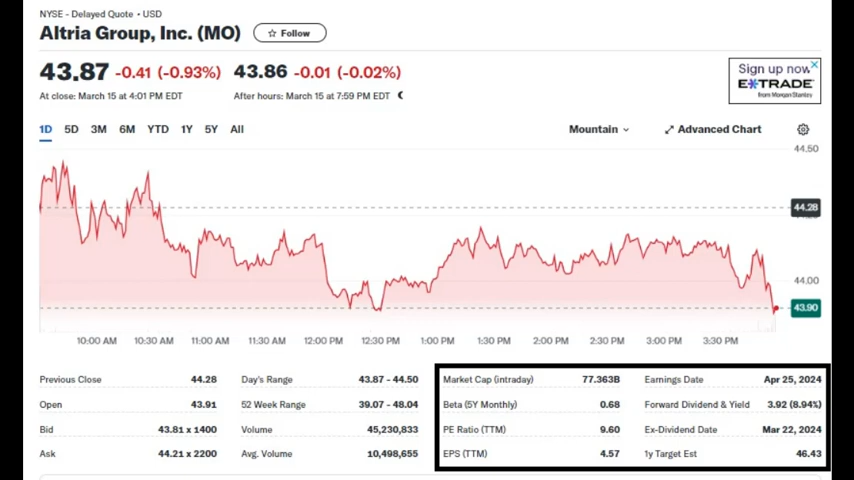 NYSE - Delayed Quote • USD
Altria Group, Inc. (MO)
☆ Follow
43.87 -0.41 (-0.93%) 43.86 -0.01 (-0.02%)
At close: March 15 at 4:01 PM EDT After hours: March 15 at 7:59 PM EDT
Sign up now
E*TRADE
from Morgan Stanley
1D 5D 3M 6M YTD 1Y 5Y All Mountain Advanced Chart
44.50
44.28
44.00
43.90
10:00 AM 10:30 AM 11:00 AM 11:30 AM 12:00 PM 12:30 PM 1:00 PM 1:30 PM 2:00 PM 2:30 PM 3:00 PM 3:30 PM
Previous Close 44.28 Day's Range 43.87 - 44.50 Market Cap (intraday) 77.363B Earnings Date Apr 25, 2024
Open 43.91 52 Week Range 39.07 - 48.04 Beta (5Y Monthly) 0.68 Forward Dividend & Yield 3.92 (8.94%)
Bid 43.81 x 1400 Volume 45,230,833 PE Ratio (TTM) 9.60 Ex-Dividend Date Mar 22, 2024
Ask 44.21 x 2200 Avg. Volume 10,498,655 EPS (TTM) 4.57 1y Target Est 46.43